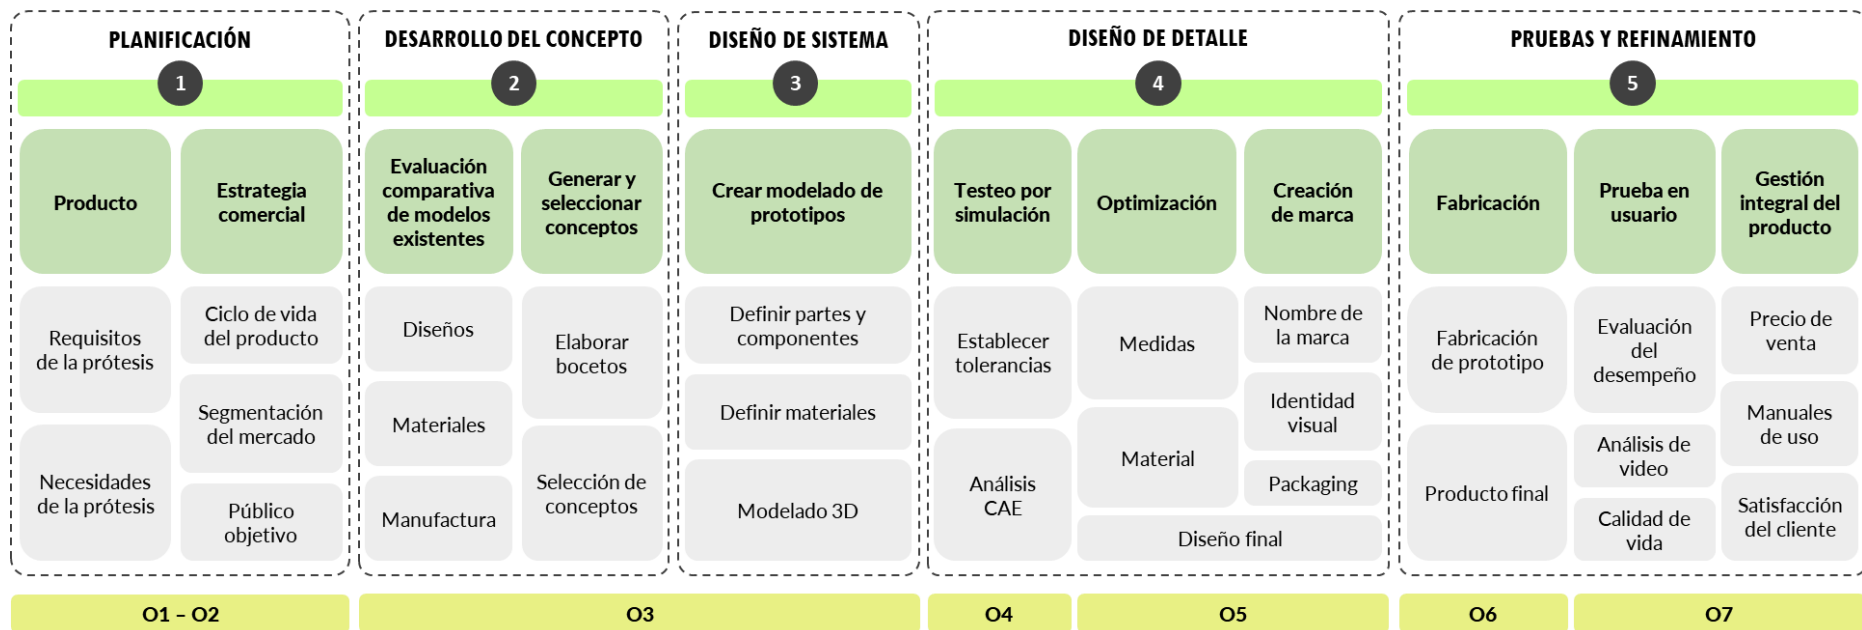 PLANIFICACIÓN
1
Producto
Estrategia
comercial
Requisitos
de la prótesis
Necesidades
de la prótesis
Ciclo de vida
del producto
Segmentación
del mercado
Público
objetivo
DESARROLLO DEL CONCEPTO
2
Evaluación
comparativa
de modelos
existentes
Generar y
seleccionar
conceptos
Diseños
Materiales
Manufactura
Elaborar
bocetos
Selección de
conceptos
DISEÑO DE SISTEMA
3
Crear modelado de
prototipos
Definir partes y
componentes
Definir materiales
Modelado 3D
DISEÑO DE DETALLE
4
Testeo por
simulación
Optimización
Creación
de marca
Establecer
tolerancias
Análisis
CAE
Medidas
Material
Nombre de
la marca
Identidad
visual
Packaging
Diseño final
PRUEBAS Y REFINAMIENTO
5
Fabricación
Prueba en
usuario
Gestión
integral del
producto
Fabricación
de prototipo
Producto final
Evaluación
del
desempeño
Análisis de
video
Calidad de
vida
Precio de
venta
Manuales
de uso
Satisfacción
del cliente
O1 – O2
O3
O4
O5
O6
O7